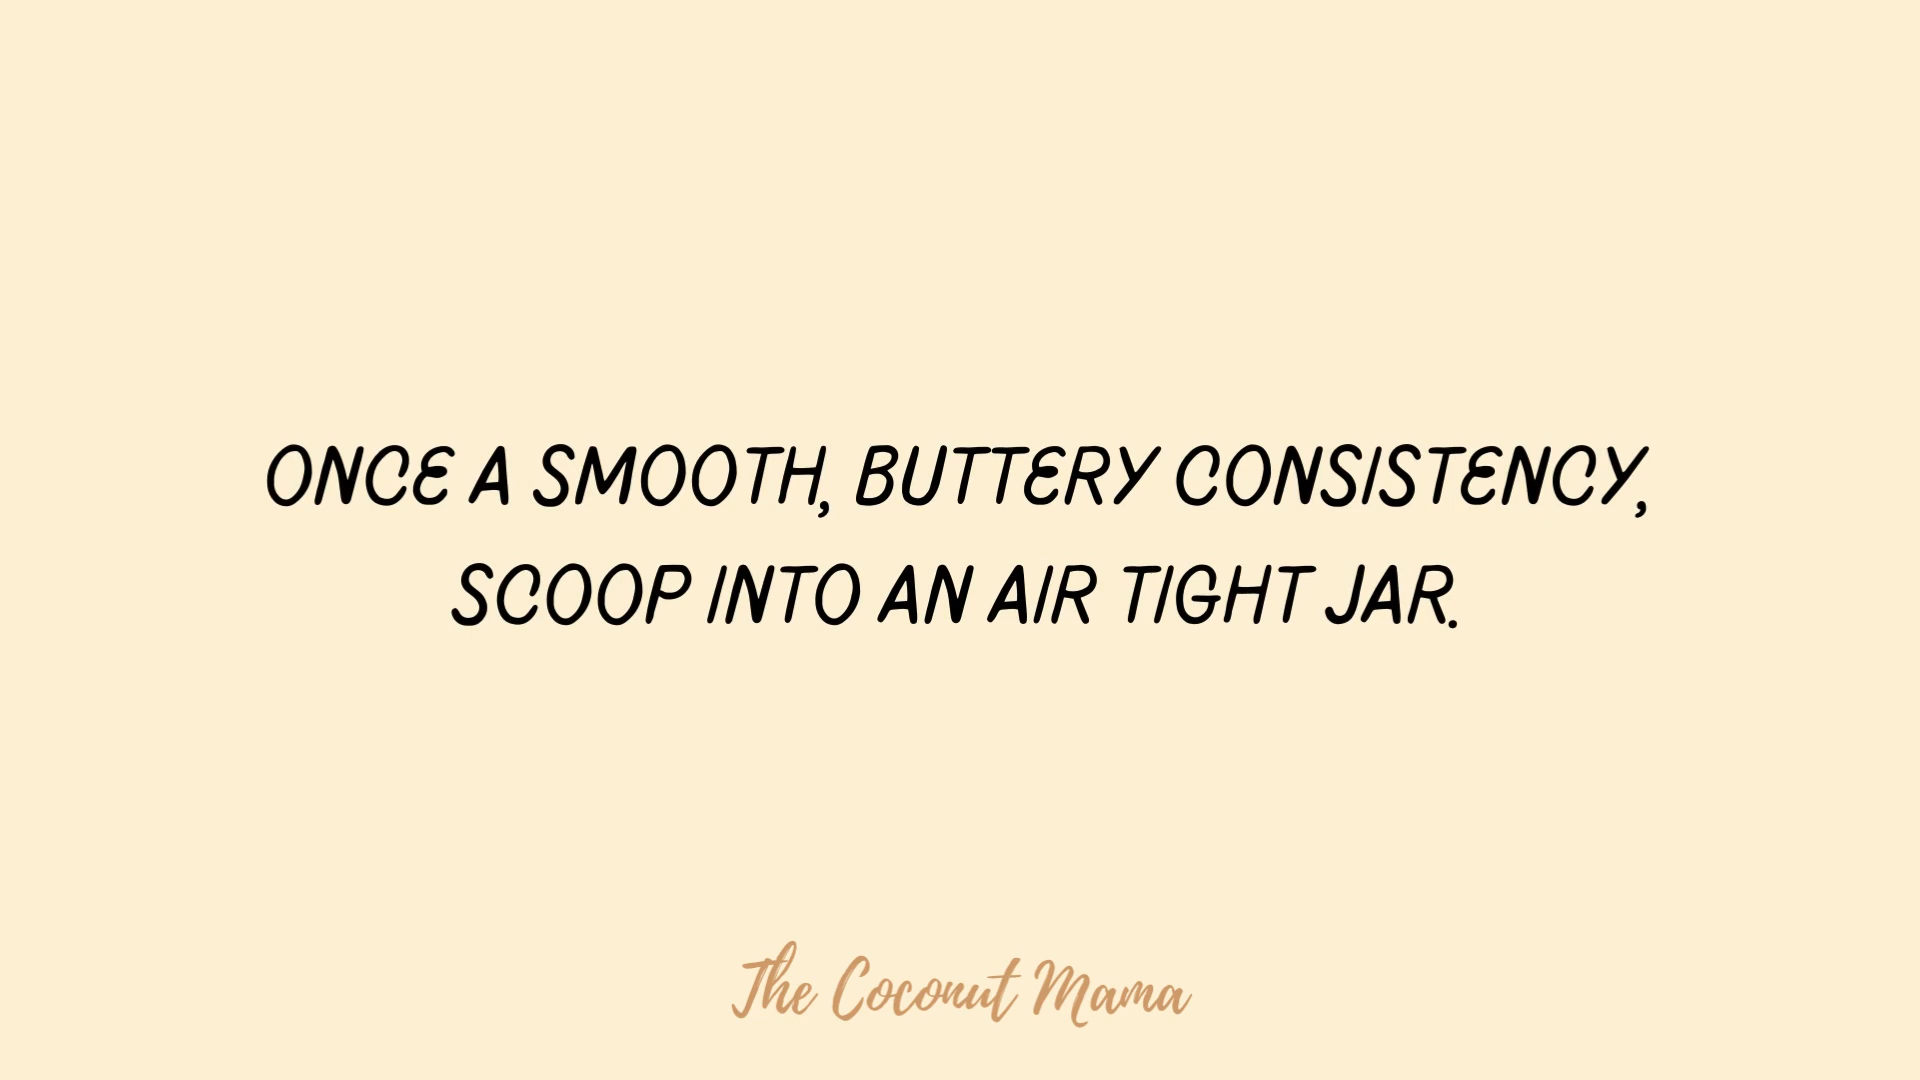 ONCE A SMOOTH, BUTTERY CONSISTENCY,
SCOOP INTO AN AIR TIGHT JAR.
The Coconut Mama